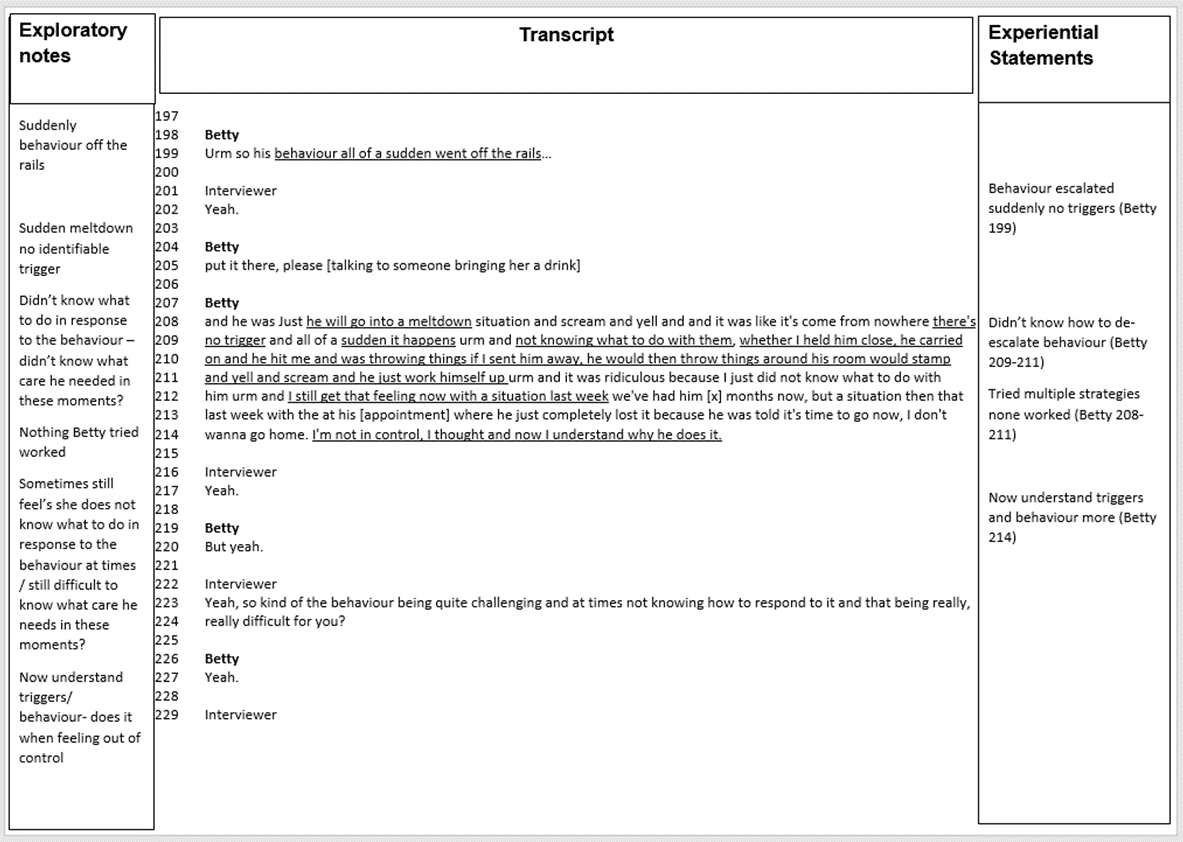 Exploratory
notes
Transcript
Experiential
Statements
Suddenly
behaviour off the
rails
Sudden meltdown
no identifiable
trigger
Didn’t know what
to do in response
to the behaviour –
didn’t know what
care he needed in
these moments?
Nothing Betty tried
worked
Sometimes still
feel’s she does not
know what to do in
response to the
behaviour at times
/ still difficult to
know what care he
needs in these
moments?
Now understand
triggers/
behaviour- does it
when feeling out of
control
197
198 Betty
199 Urm so his behaviour all of a sudden went off the rails…
200
201 Interviewer
202 Yeah.
203
204 Betty
205 put it there, please [talking to someone bringing her a drink]
206
207 Betty
208 and he was Just he will go into a meltdown situation and scream and yell and and it was like it's come from nowhere there's
209 no trigger and all of a sudden it happens urm and not knowing what to do with them, whether I held him close, he carried
210 on and he hit me and was throwing things if I sent him away, he would then throw things around his room would stamp
211 and yell and scream and he just work himself up urm and it was ridiculous because I just did not know what to do with
212 him urm and I still get that feeling now with a situation last week we've had him [x] months now, but a situation then that
213 last week with the at his [appointment] where he just completely lost it because he was told it's time to go now, I don't
214 wanna go home. I'm not in control, I thought and now I understand why he does it.
215
216 Interviewer
217 Yeah.
218
219 Betty
220 But yeah.
221
222 Interviewer
223 Yeah, so kind of the behaviour being quite challenging and at times not knowing how to respond to it and that being really,
224 really difficult for you?
225
226 Betty
227 Yeah.
228
229 Interviewer
Behaviour escalated
suddenly no triggers (Betty
199)
Didn’t know how to de-
escalate behaviour (Betty
209-211)
Tried multiple strategies
none worked (Betty 208-
211)
Now understand triggers
and behaviour more (Betty
214)